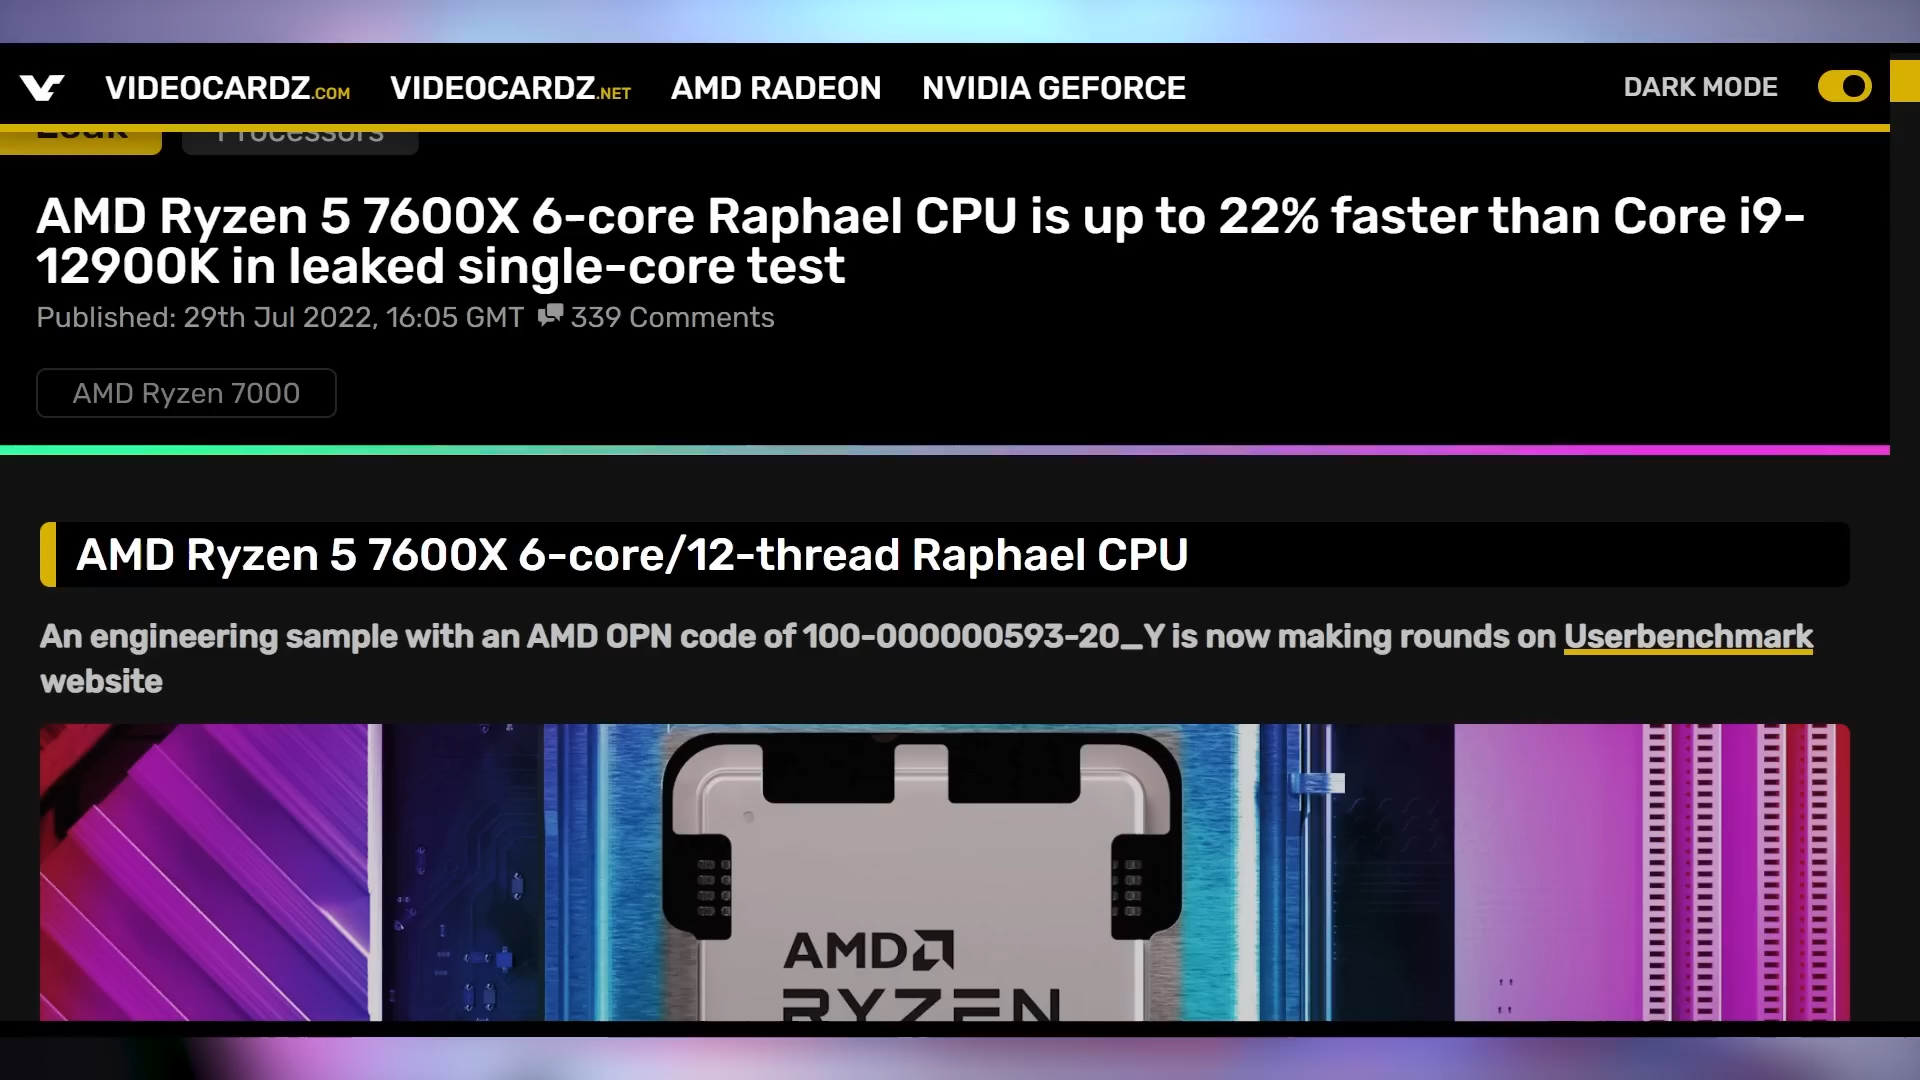 VIDEOCARDZ.COM VIDEOCARDZ.NET AMD RADEON NVIDIA GEFORCE DARK MODE
Leak Processors
AMD Ryzen 5 7600X 6-core Raphael CPU is up to 22% faster than Core i9-
12900K in leaked single-core test
Published: 29th Jul 2022, 16:05 GMT 339 Comments
AMD Ryzen 7000
AMD Ryzen 5 7600X 6-core/12-thread Raphael CPU
An engineering sample with an AMD OPN code of 100-000000593-20_Y is now making rounds on Userbenchmark
website
AMD
RYZEN